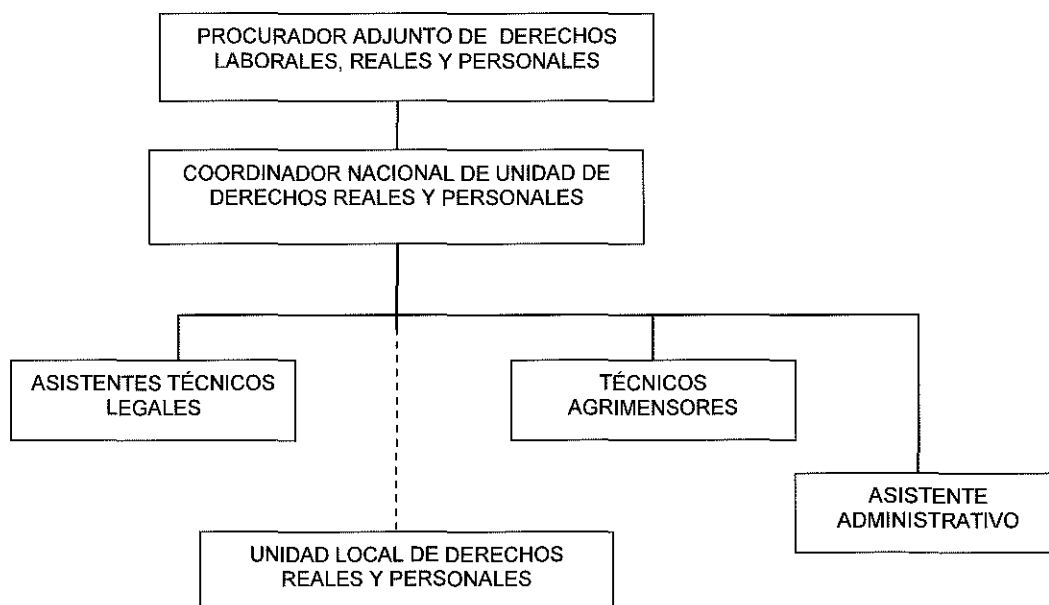 PROCURADOR ADJUNTO DE DERECHOS
LABORALES, REALES Y PERSONALES
COORDINADOR NACIONAL DE UNIDAD DE
DERECHOS REALES Y PERSONALES
ASISTENTES TÉCNICOS
LEGALES
TÉCNICOS
AGRIMENSORES
ASISTENTE
ADMINISTRATIVO
UNIDAD LOCAL DE DERECHOS
REALES Y PERSONALES